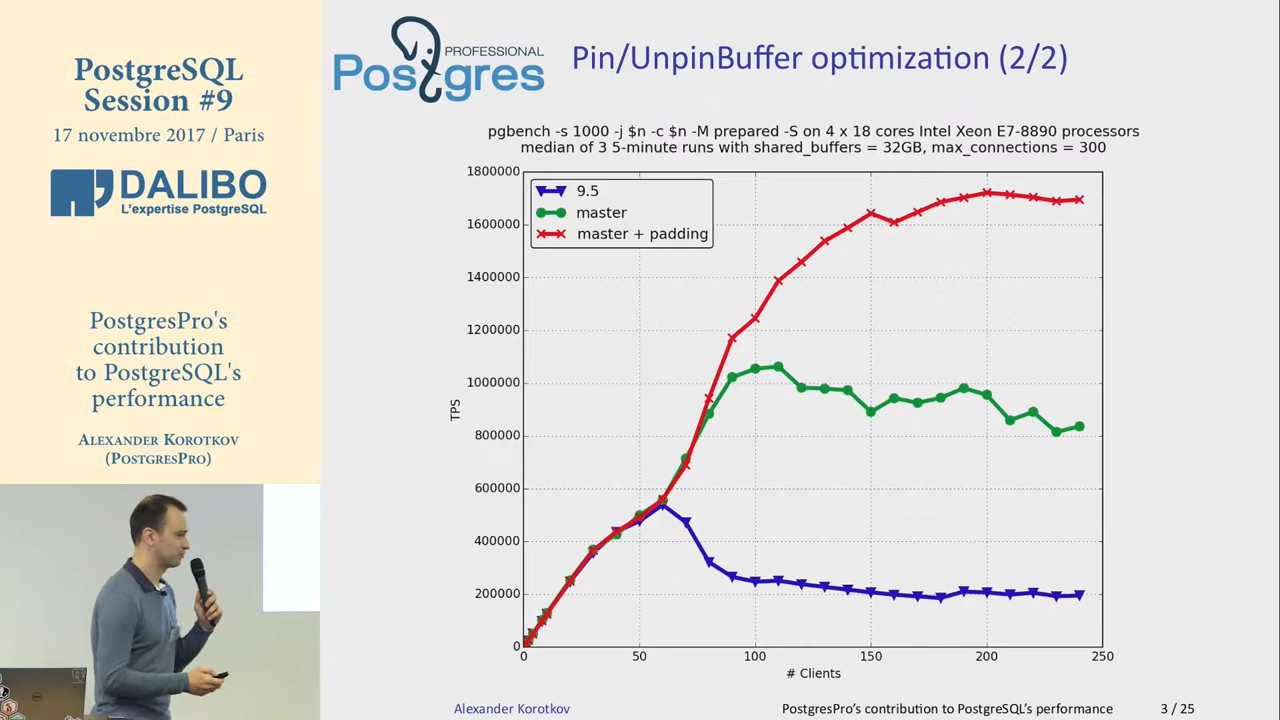 PostgreSQL
Session #9
17 novembre 2017 / Paris
DALIBO
L'expertise PostgreSQL
PostgresPro's
contribution
to PostgreSQL's
performance
Alexander Korotkov
(PostgresPro)
PROFESSIONAL
Postgres
Pin/UnpinBuffer optimization (2/2)
pgbench -s 1000 -j $n -c $n -M prepared -S on 4 x 18 cores Intel Xeon E7-8890 processors
median of 3 5-minute runs with shared_buffers = 32GB, max_connections = 300
1800000
1600000
1400000
1200000
1000000
800000
600000
400000
200000
0
TPS
9.5
master
master + padding
0 50 100 150 200 250
# Clients
Alexander Korotkov PostgresPro's contribution to PostgreSQL's performance 3 / 25